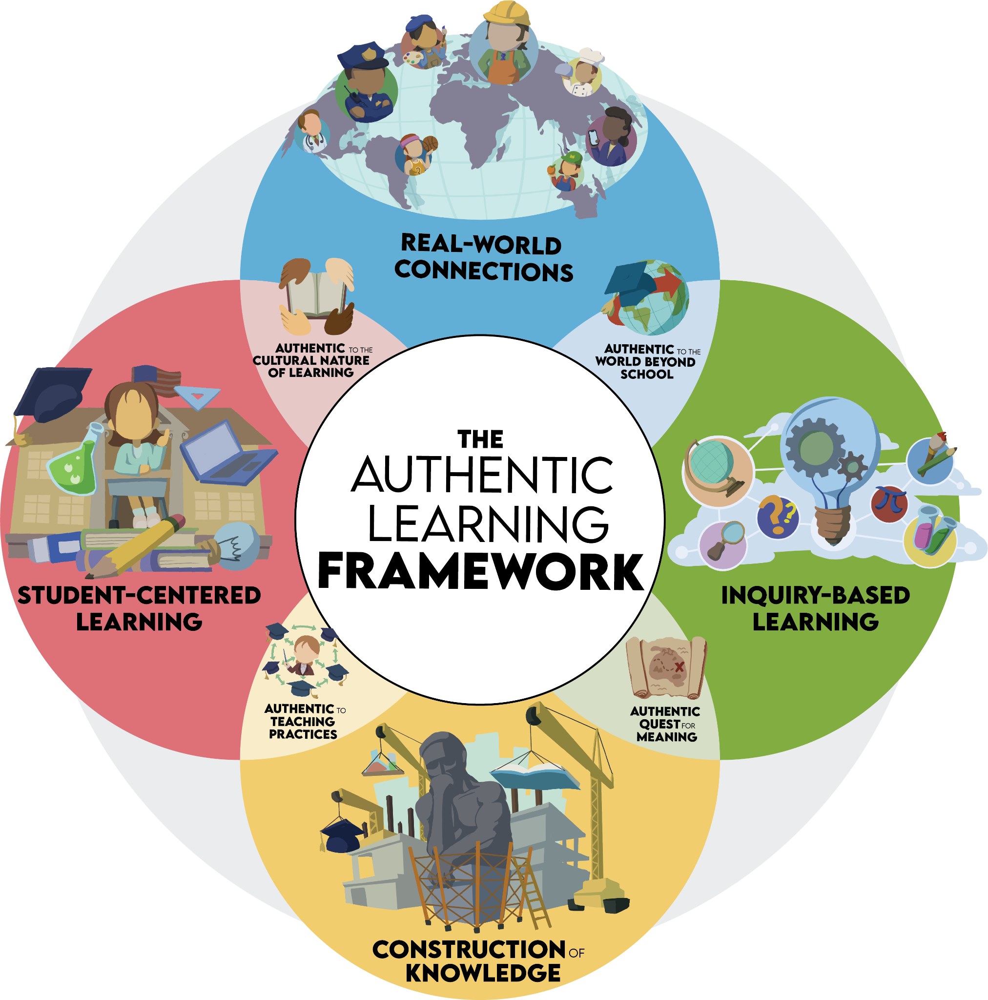 REAL-WORLD
CONNECTIONS
AUTHENTIC TO THE
CULTURAL NATURE
OF LEARNING
AUTHENTIC TO THE
WORLD BEYOND
SCHOOL
THE
AUTHENTIC
LEARNING
FRAMEWORK
STUDENT-CENTERED
LEARNING
π
??
INQUIRY-BASED
LEARNING
AUTHENTIC TO
TEACHING
PRACTICES
X
AUTHENTIC
QUEST FOR
MEANING
CONSTRUCTION OF
KNOWLEDGE